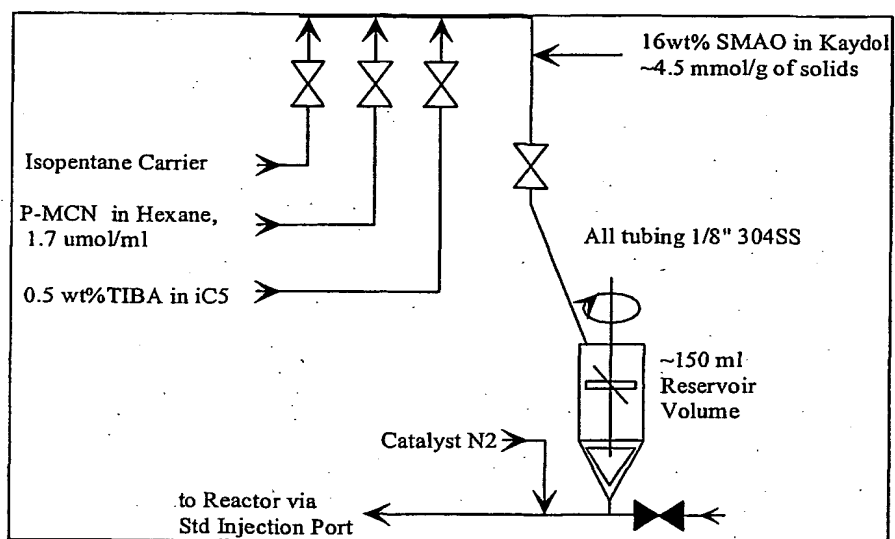 16wt% SMAO in Kaydol
~4.5 mmol/g of solids
Isopentane Carrier
P-MCN in Hexane,
1.7 umol/ml
All tubing 1/8" 304SS
0.5 wt%TIBA in iC5
~150 ml
Reservoir
Volume
Catalyst N2
to Reactor via
Std Injection Port